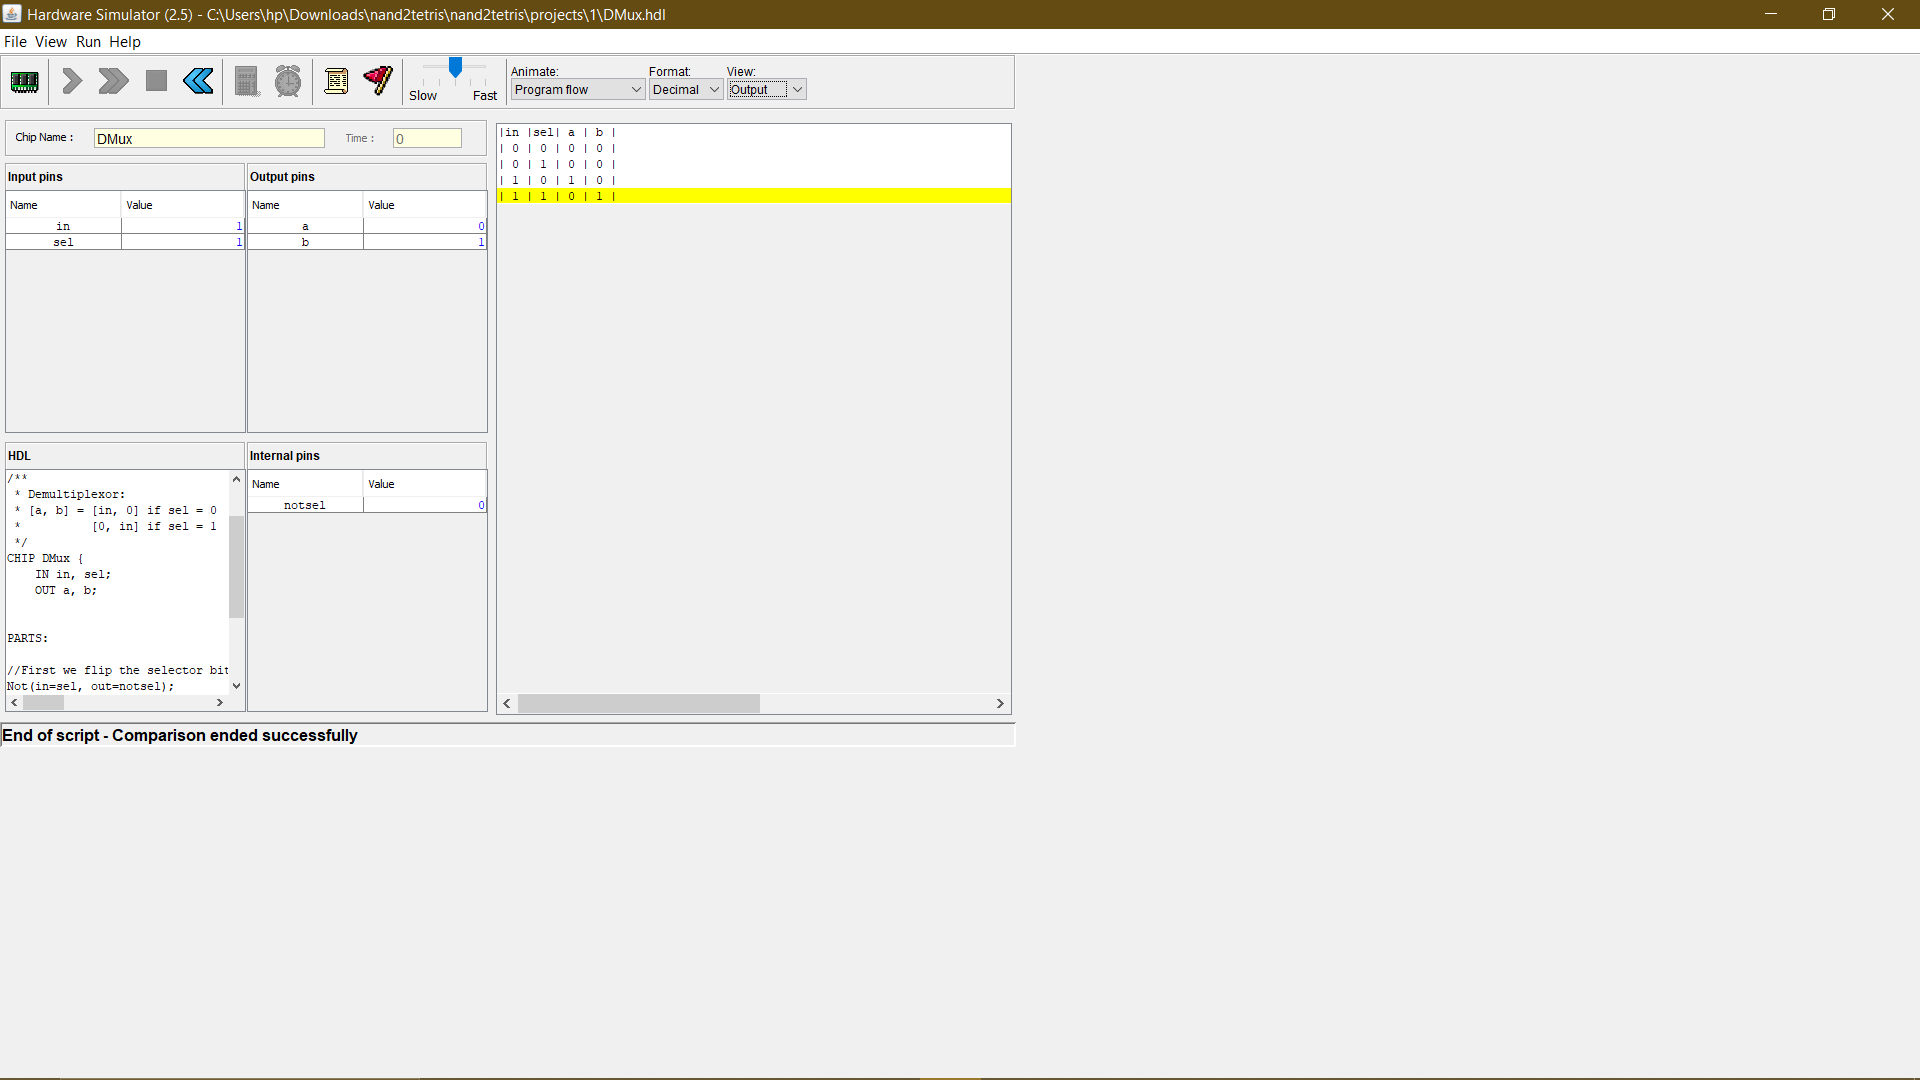 Hardware Simulator (2.5) - C:\Users\hp\Downloads\nand2tetris\nand2tetris\projects\1\DMux.hdl
File View Run Help
Slow Fast
Animate: Format: View:
Program flow Decimal Output
Chip Name : DMux Time : 0
Input pins
Name Value
in 1
sel 1
Output pins
Name Value
a 0
b 1
HDL
/**
* Demultiplexor:
* [a, b] = [in, 0] if sel = 0
* [0, in] if sel = 1
*/
CHIP DMux {
IN in, sel;
OUT a, b;
PARTS:
//First we flip the selector bit
Not(in=sel, out=notsel);
Internal pins
Name Value
notsel 0
|in |sel| a | b |
| 0 | 0 | 0 | 0 |
| 0 | 1 | 0 | 0 |
| 1 | 0 | 1 | 0 |
| 1 | 1 | 0 | 1 |
End of script - Comparison ended successfully